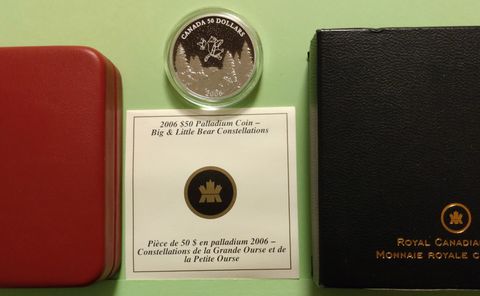 CANADA 50 DOLLARS
2006
2006 $50 Palladium Coin –
Big & Little Bear Constellations
Pièce de 50 $ en palladium 2006 –
Constellations de la Grande Ourse et de
la Petite Ourse
ROYAL CANADIAN
MONNAIE ROYALE C